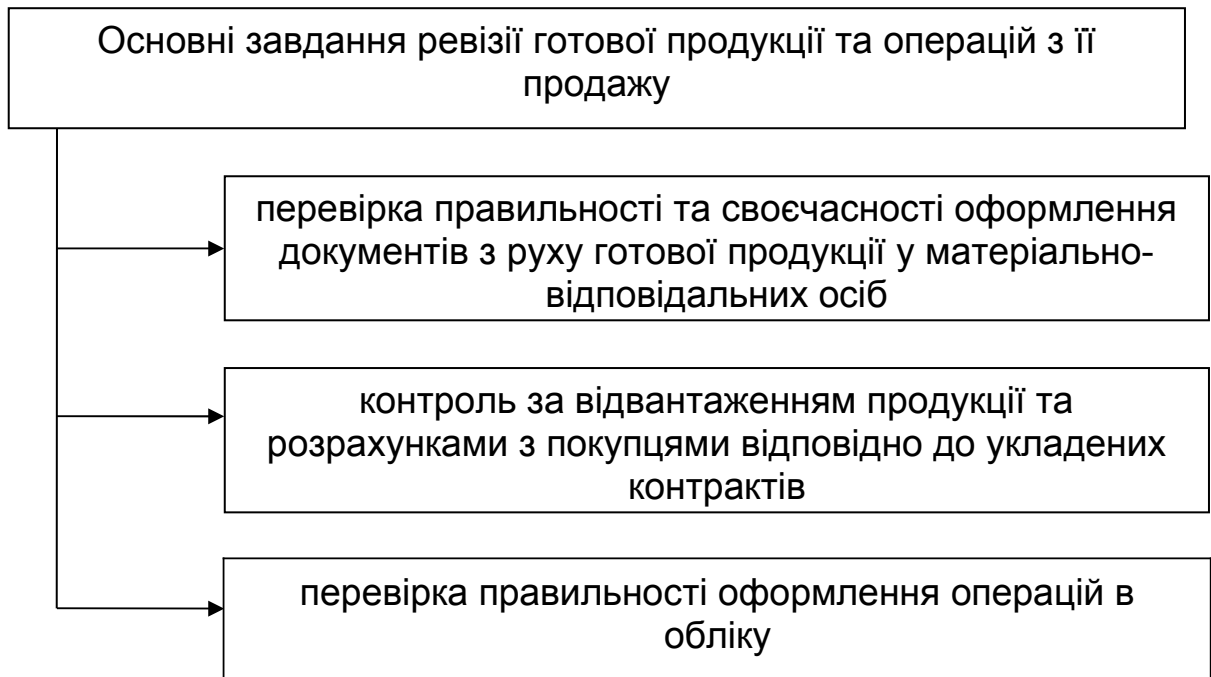 Основні завдання ревізії готової продукції та операцій з її
продажу
перевірка правильності та своєчасності оформлення
документів з руху готової продукції у матеріально-
відповідальних осіб
контроль за відвантаженням продукції та
розрахунками з покупцями відповідно до укладених
контрактів
перевірка правильності оформлення операцій в
обліку